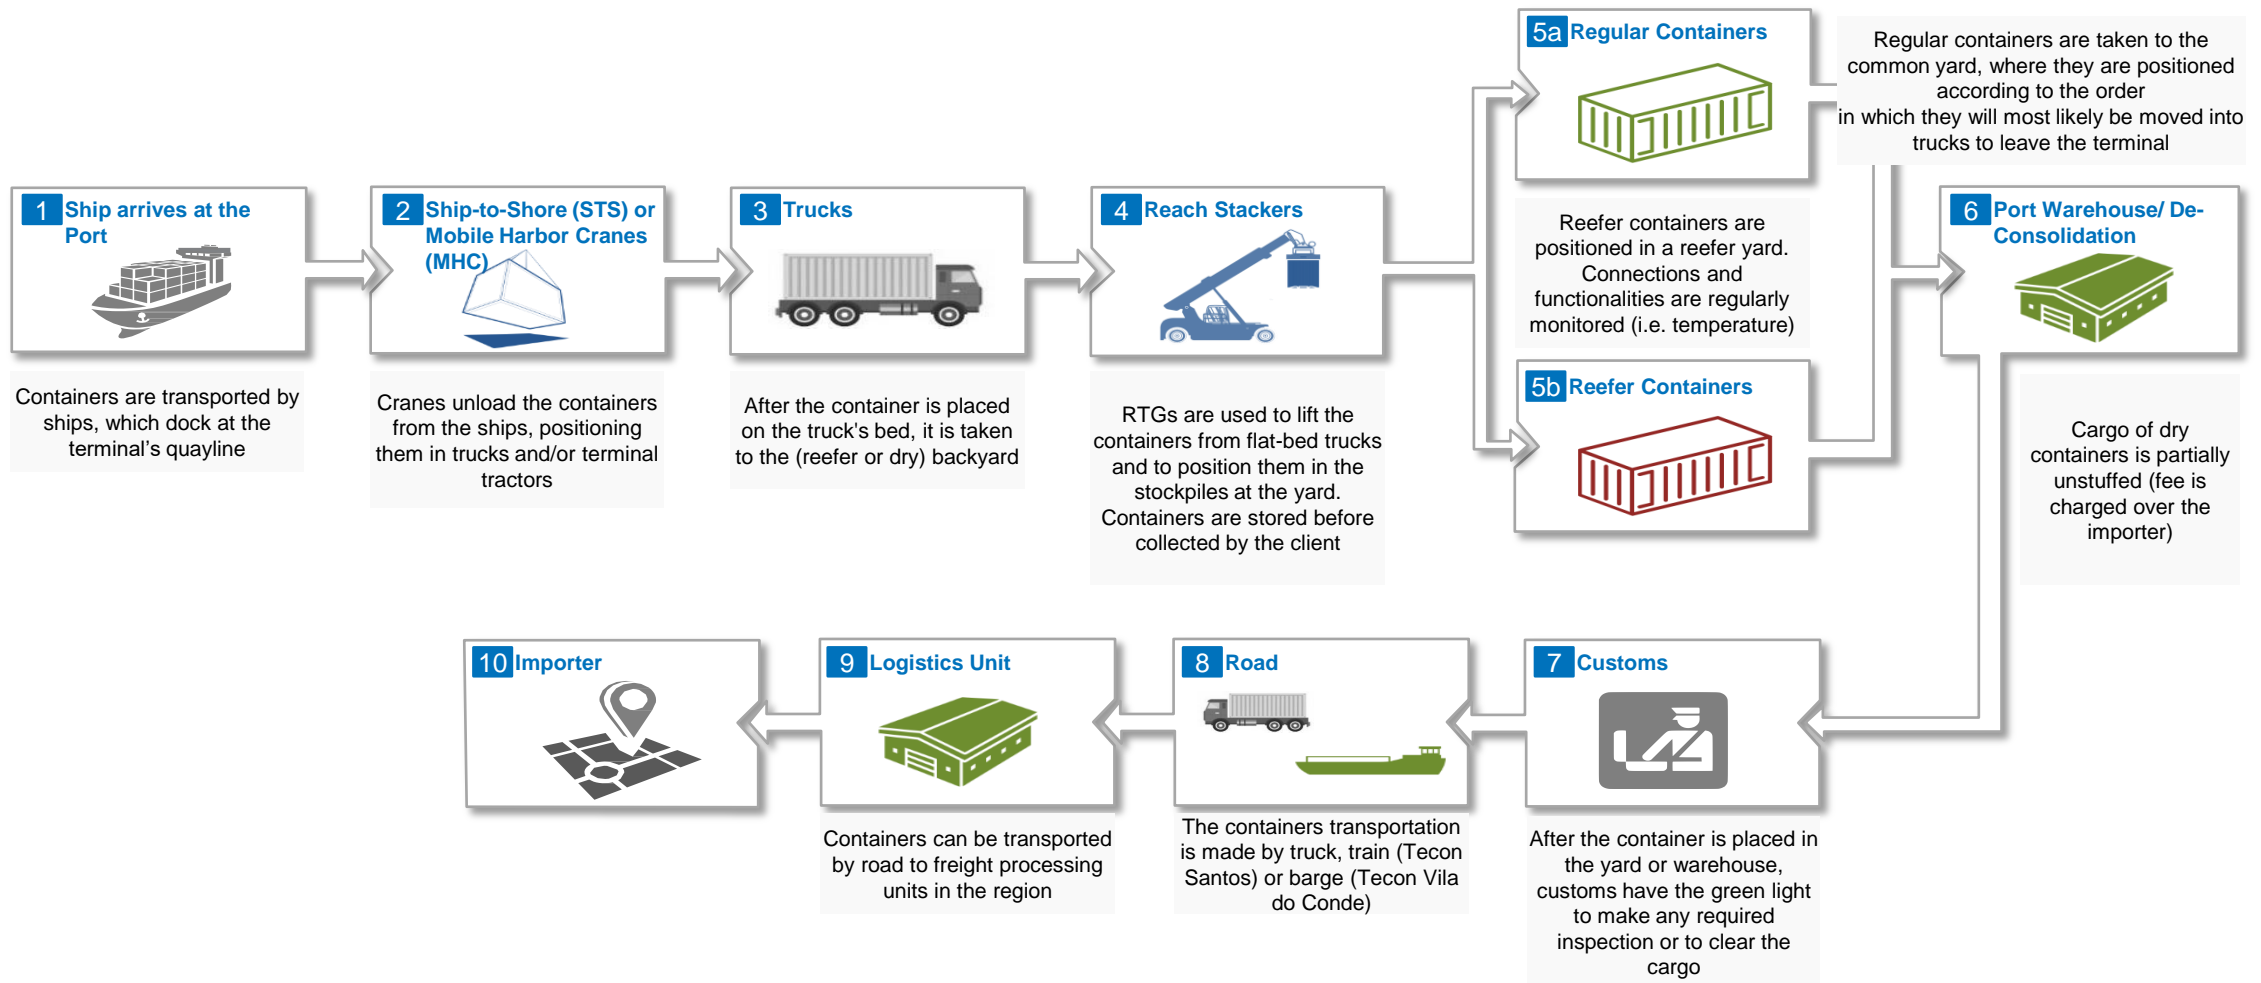 1 Ship arrives at the
Port
Containers are transported by
ships, which dock at the
terminal's quayline
2 Ship-to-Shore (STS) or
Mobile Harbor Cranes
(MHC)
Cranes unload the containers
from the ships, positioning
them in trucks and/or terminal
tractors
3 Trucks
After the container is placed
on the truck's bed, it is taken
to the (reefer or dry) backyard
4 Reach Stackers
RTGs are used to lift the
containers from flat-bed trucks
and to position them in the
stockpiles at the yard.
Containers are stored before
collected by the client
5a Regular Containers
Regular containers are taken to the
common yard, where they are positioned
according to the order
in which they will most likely be moved into
trucks to leave the terminal
Reefer containers are
positioned in a reefer yard.
Connections and
functionalities are regularly
monitored (i.e. temperature)
5b Reefer Containers
6 Port Warehouse/ De-
Consolidation
Cargo of dry
containers is partially
unstuffed (fee is
charged over the
importer)
7 Customs
After the container is placed in
the yard or warehouse,
customs have the green light
to make any required
inspection or to clear the
cargo
8 Road
The containers transportation
is made by truck, train (Tecon
Santos) or barge (Tecon Vila
do Conde)
9 Logistics Unit
Containers can be transported
by road to freight processing
units in the region
10 Importer